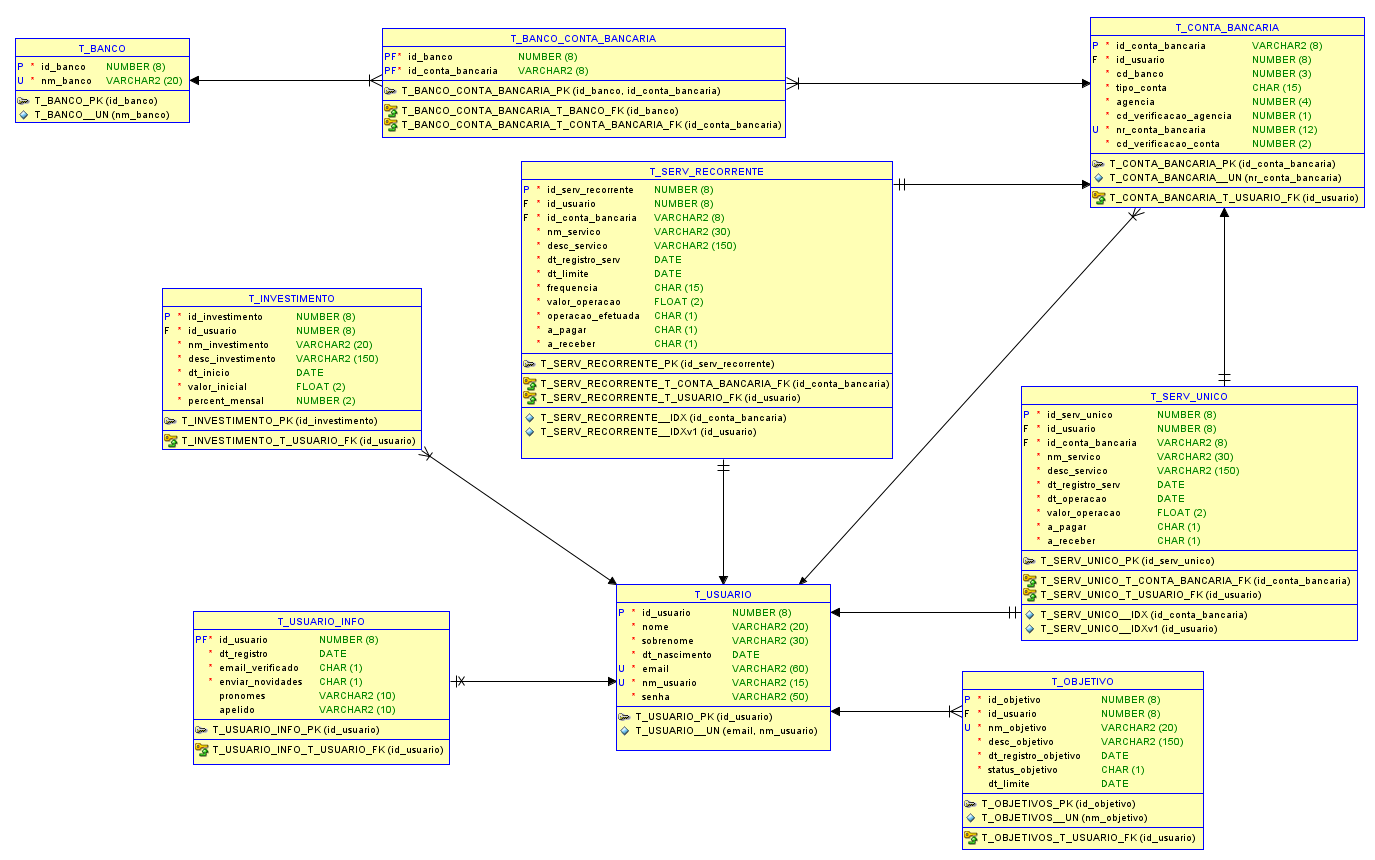 T_BANCO
P * id_banco NUMBER (8)
U * nm_banco VARCHAR2 (20)
T_BANCO_PK (id_banco)
T_BANCO__UN (nm_banco)
T_BANCO_CONTA_BANCARIA
PF* id_banco NUMBER (8)
PF* id_conta_bancaria VARCHAR2 (8)
T_BANCO_CONTA_BANCARIA_PK (id_banco, id_conta_bancaria)
T_BANCO_CONTA_BANCARIA_T_BANCO_FK (id_banco)
T_BANCO_CONTA_BANCARIA_T_CONTA_BANCARIA_FK (id_conta_bancaria)
T_CONTA_BANCARIA
P * id_conta_bancaria VARCHAR2 (8)
F * id_usuario NUMBER (8)
* cd_banco NUMBER (3)
* tipo_conta CHAR (15)
* agencia NUMBER (4)
* cd_verificacao_agencia NUMBER (1)
U * nr_conta_bancaria NUMBER (12)
* cd_verificacao_conta NUMBER (2)
T_CONTA_BANCARIA_PK (id_conta_bancaria)
T_CONTA_BANCARIA__UN (nr_conta_bancaria)
T_CONTA_BANCARIA_T_USUARIO_FK (id_usuario)
T_SERV_RECORRENTE
P * id_serv_recorrente NUMBER (8)
F * id_usuario NUMBER (8)
F * id_conta_bancaria VARCHAR2 (8)
* nm_servico VARCHAR2 (30)
* desc_servico VARCHAR2 (150)
* dt_registro_serv DATE
* dt_limite DATE
* frequencia CHAR (15)
* valor_operacao FLOAT (2)
* operacao_efetuada CHAR (1)
* a_pagar CHAR (1)
* a_receber CHAR (1)
T_SERV_RECORRENTE_PK (id_serv_recorrente)
T_SERV_RECORRENTE_T_CONTA_BANCARIA_FK (id_conta_bancaria)
T_SERV_RECORRENTE_T_USUARIO_FK (id_usuario)
T_SERV_RECORRENTE__IDX (id_conta_bancaria)
T_SERV_RECORRENTE__IDXv1 (id_usuario)
T_INVESTIMENTO
P * id_investimento NUMBER (8)
F * id_usuario NUMBER (8)
* nm_investimento VARCHAR2 (20)
* desc_investimento VARCHAR2 (150)
* dt_inicio DATE
* valor_inicial FLOAT (2)
* percent_mensal NUMBER (2)
T_INVESTIMENTO_PK (id_investimento)
T_INVESTIMENTO_T_USUARIO_FK (id_usuario)
T_SERV_UNICO
P * id_serv_unico NUMBER (8)
F * id_usuario NUMBER (8)
F * id_conta_bancaria VARCHAR2 (8)
* nm_servico VARCHAR2 (30)
* desc_servico VARCHAR2 (150)
* dt_registro_serv DATE
* dt_operacao DATE
* valor_operacao FLOAT (2)
* a_pagar CHAR (1)
* a_receber CHAR (1)
T_SERV_UNICO_PK (id_serv_unico)
T_SERV_UNICO_T_CONTA_BANCARIA_FK (id_conta_bancaria)
T_SERV_UNICO_T_USUARIO_FK (id_usuario)
T_SERV_UNICO__IDX (id_conta_bancaria)
T_SERV_UNICO__IDXv1 (id_usuario)
T_USUARIO
P * id_usuario NUMBER (8)
* nome VARCHAR2 (20)
* sobrenome VARCHAR2 (30)
* dt_nascimento DATE
U * email VARCHAR2 (60)
U * nm_usuario VARCHAR2 (15)
* senha VARCHAR2 (50)
T_USUARIO_PK (id_usuario)
T_USUARIO__UN (email, nm_usuario)
T_USUARIO_INFO
PF* id_usuario NUMBER (8)
* dt_registro DATE
* email_verificado CHAR (1)
* enviar_novidades CHAR (1)
pronomes VARCHAR2 (10)
apelido VARCHAR2 (10)
T_USUARIO_INFO_PK (id_usuario)
T_USUARIO_INFO_T_USUARIO_FK (id_usuario)
T_OBJETIVO
P * id_objetivo NUMBER (8)
F * id_usuario NUMBER (8)
U * nm_objetivo VARCHAR2 (20)
* desc_objetivo VARCHAR2 (150)
* dt_registro_objetivo DATE
* status_objetivo CHAR (1)
dt_limite DATE
T_OBJETIVOS_PK (id_objetivo)
T_OBJETIVOS__UN (nm_objetivo)
T_OBJETIVOS_T_USUARIO_FK (id_usuario)